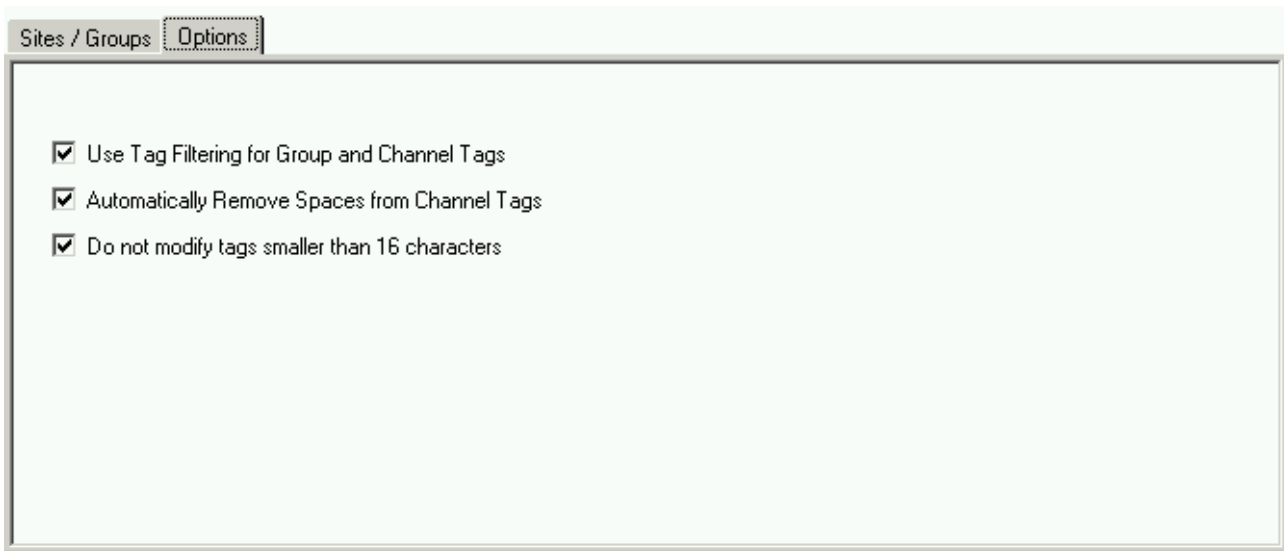 Sites / Groups Options
Use Tag Filtering for Group and Channel Tags
Automatically Remove Spaces from Channel Tags
Do not modify tags smaller than 16 characters